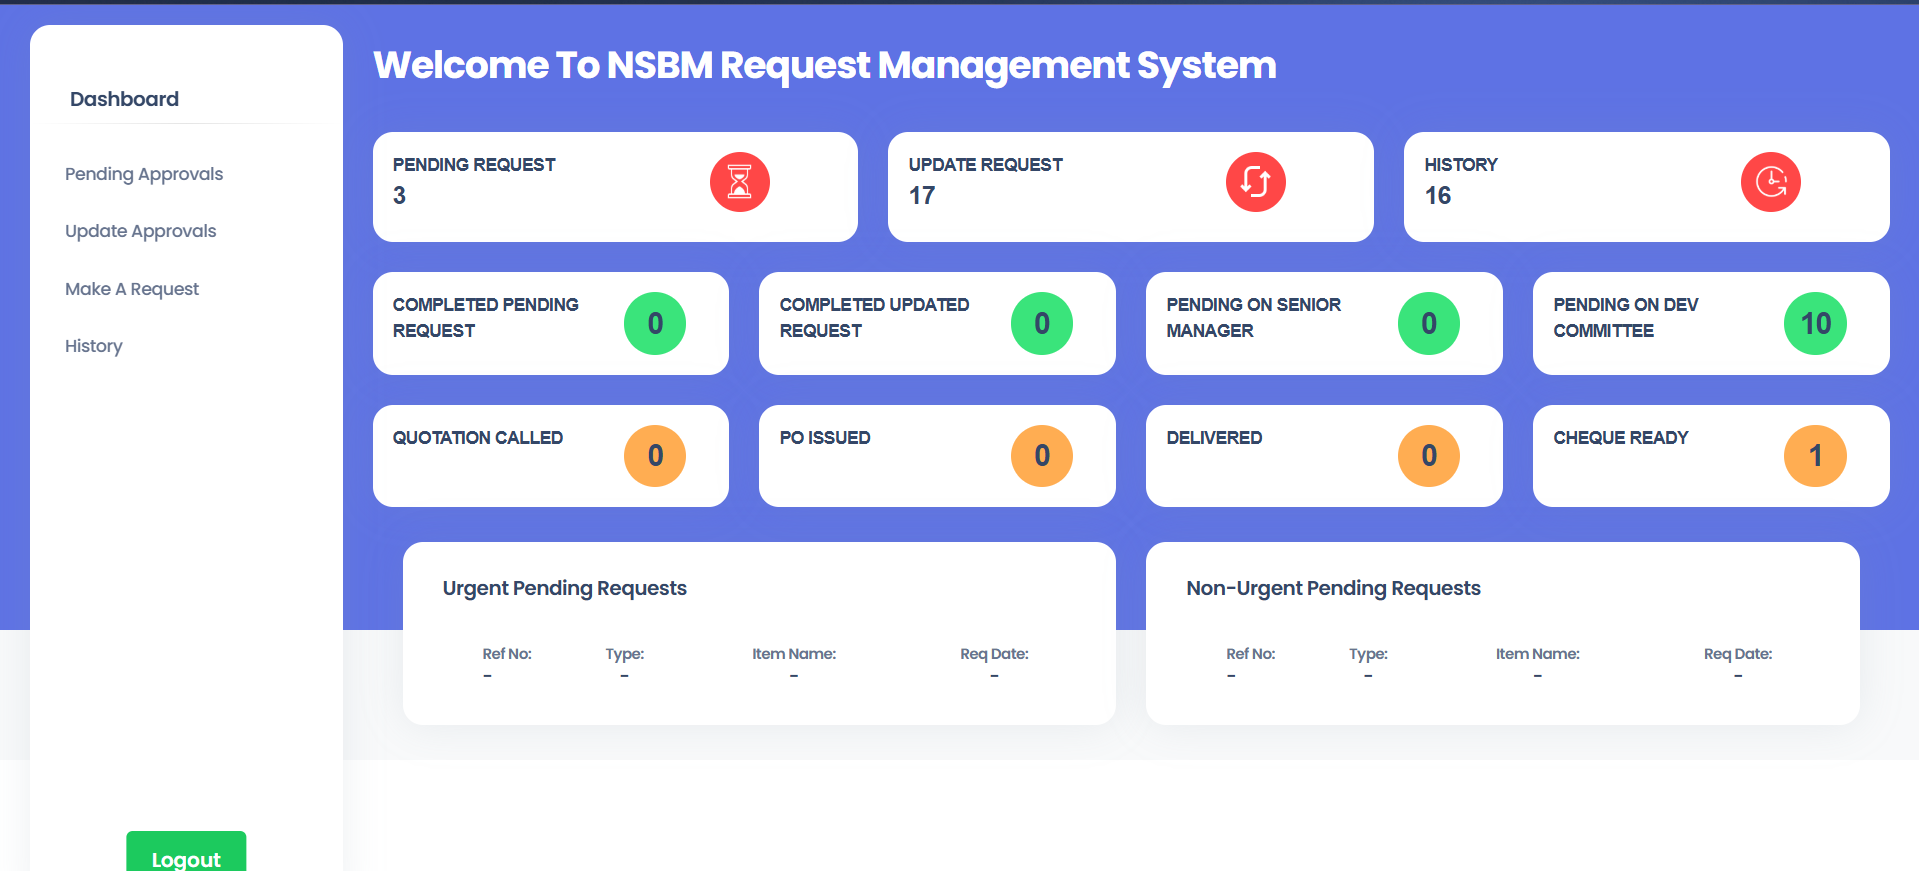 Welcome To NSBM Request Management System
Dashboard
Pending Approvals
Update Approvals
Make A Request
History
Logout
PENDING REQUEST
3
UPDATE REQUEST
17
HISTORY
16
COMPLETED PENDING
REQUEST
0
COMPLETED UPDATED
REQUEST
0
PENDING ON SENIOR
MANAGER
0
PENDING ON DEV
COMMITTEE
10
QUOTATION CALLED
0
PO ISSUED
0
DELIVERED
0
CHEQUE READY
1
Urgent Pending Requests
Ref No: Type: Item Name: Req Date:
- - - -
Non-Urgent Pending Requests
Ref No: Type: Item Name: Req Date:
- - - -